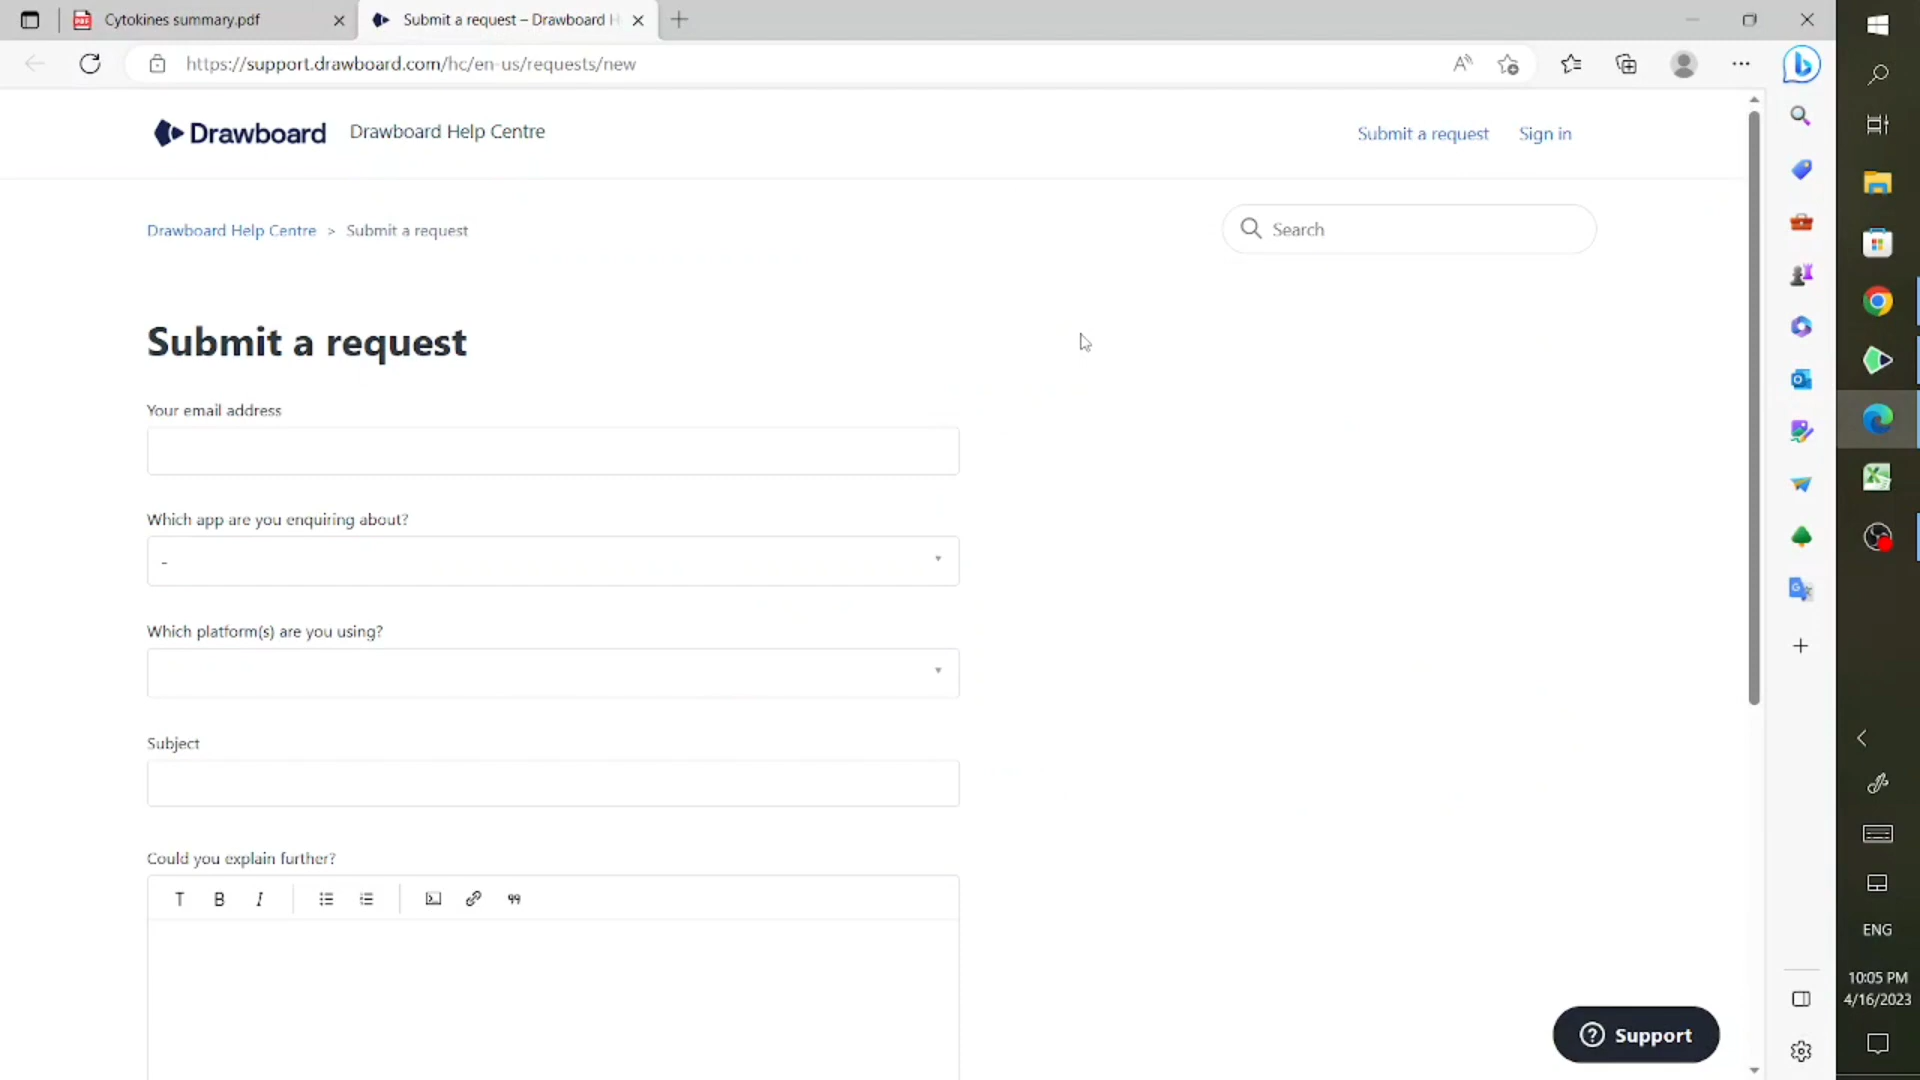 Cytokines summary.pdf
Submit a request – Drawboard H
https://support.drawboard.com/hc/en-us/requests/new
Drawboard
Drawboard Help Centre
Submit a request
Sign in
Drawboard Help Centre > Submit a request
Search
Submit a request
Your email address
Which app are you enquiring about?
-
Which platform(s) are you using?
Subject
Could you explain further?
T B I
Support
ENG
10:05 PM
4/16/2023